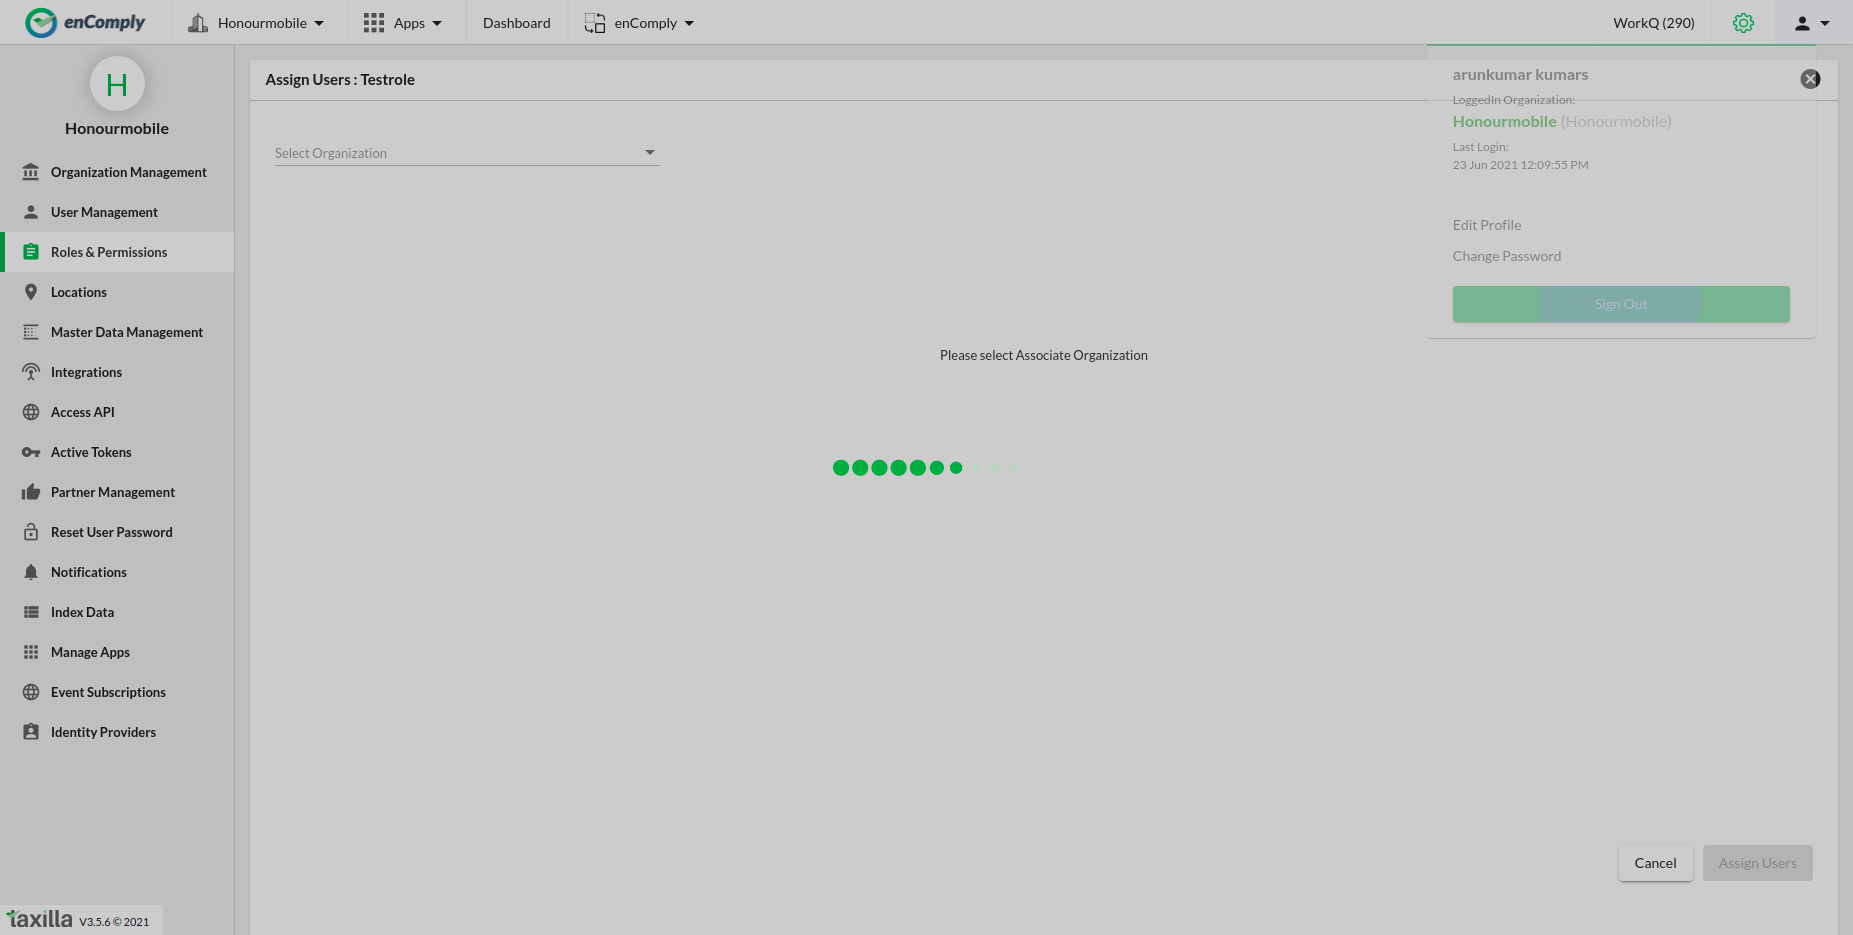 enComply
Honourmobile
Apps
Dashboard
enComply
WorkQ (290)
H
Honourmobile
Organization Management
User Management
Roles & Permissions
Locations
Master Data Management
Integrations
Access API
Active Tokens
Partner Management
Reset User Password
Notifications
Index Data
Manage Apps
Event Subscriptions
Identity Providers
taxilla V3.5.6 © 2021
Assign Users : Testrole
Select Organization
Please select Associate Organization
arunkumar kumars
LoggedIn Organization:
Honourmobile (Honourmobile)
Last Login:
23 Jun 2021 12:09:55 PM
Edit Profile
Change Password
Sign Out
Cancel
Assign Users